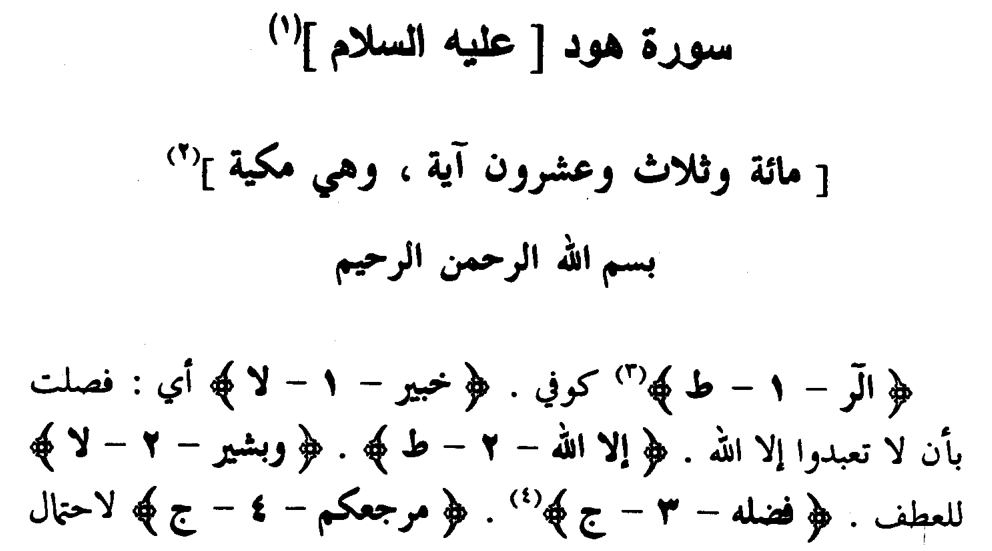 سورة هود [ عليه السلام ](١)
[ مائة وثلاث وعشرون آية ، وهي مكية ](٢)
بسم الله الرحمن الرحيم
﴿ الٓر – ١ – ط ﴾(٣) كوفي . ﴿ خبير – ١ – لا ﴾ أي : فصلت
بأن لا تعبدوا إلا الله . ﴿ إلا الله – ٢ – ط ﴾ . ﴿ وبشير – ٢ – لا ﴾
للعطف . ﴿ فضله – ٣ – ج ﴾(٤) . ﴿ مرجعكم – ٤ – ج ﴾ لاحتمال